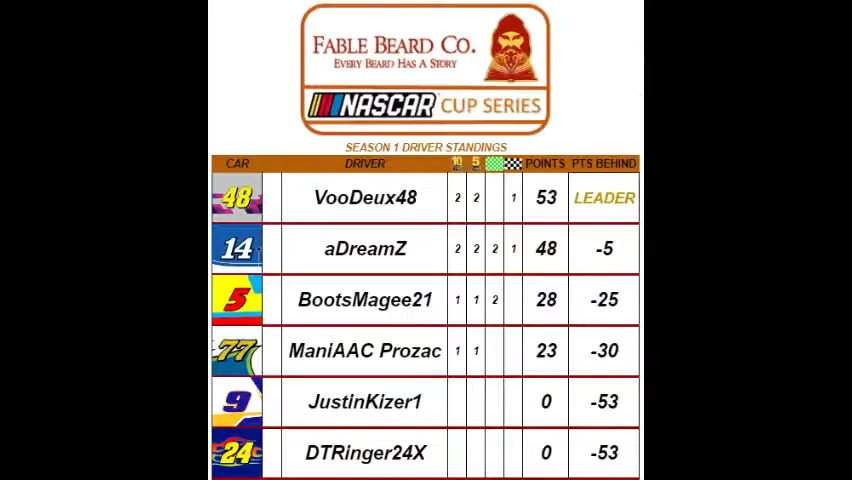 FABLE BEARD CO.
EVERY BEARD HAS A STORY
NASCAR CUP SERIES
SEASON 1 DRIVER STANDINGS
CAR DRIVER 10 5 POINTS PTS BEHIND
48 VooDeux48 2 2 1 53 LEADER
14 aDreamZ 2 2 2 1 48 -5
5 BootsMagee21 1 1 2 28 -25
77 ManiAAC Prozac 1 1 23 -30
9 JustinKizer1 0 -53
24 DTRinger24X 0 -53